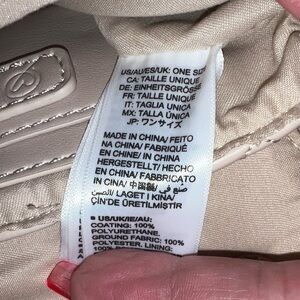 US/AU/ES/UK: ONE SIZE
CA: TAILLE UNIQUE
DE: EINHEITSGRÖSSE
FR: TAILLE UNIQUE
IT: TAGLIA UNICA
MX: TALLA ÚNICA
JP: ワンサイズ
MADE IN CHINA/ FEITO
NA CHINA/ FABRIQUÉ
EN CHINE/ HERGESTELLT
IN CHINA/ HECHO EN
CHINA/ FABBRICATO
IN CINA/ 中国製/ صنع في
الصين/ LAGET I KINA/
ÇİN'DE ÜRETİLMİŞTİR
US/UK/IE/AU:
COATING: 100%
POLYURETHANE.
GROUND FABRIC: 100%
POLYESTER. LINING: